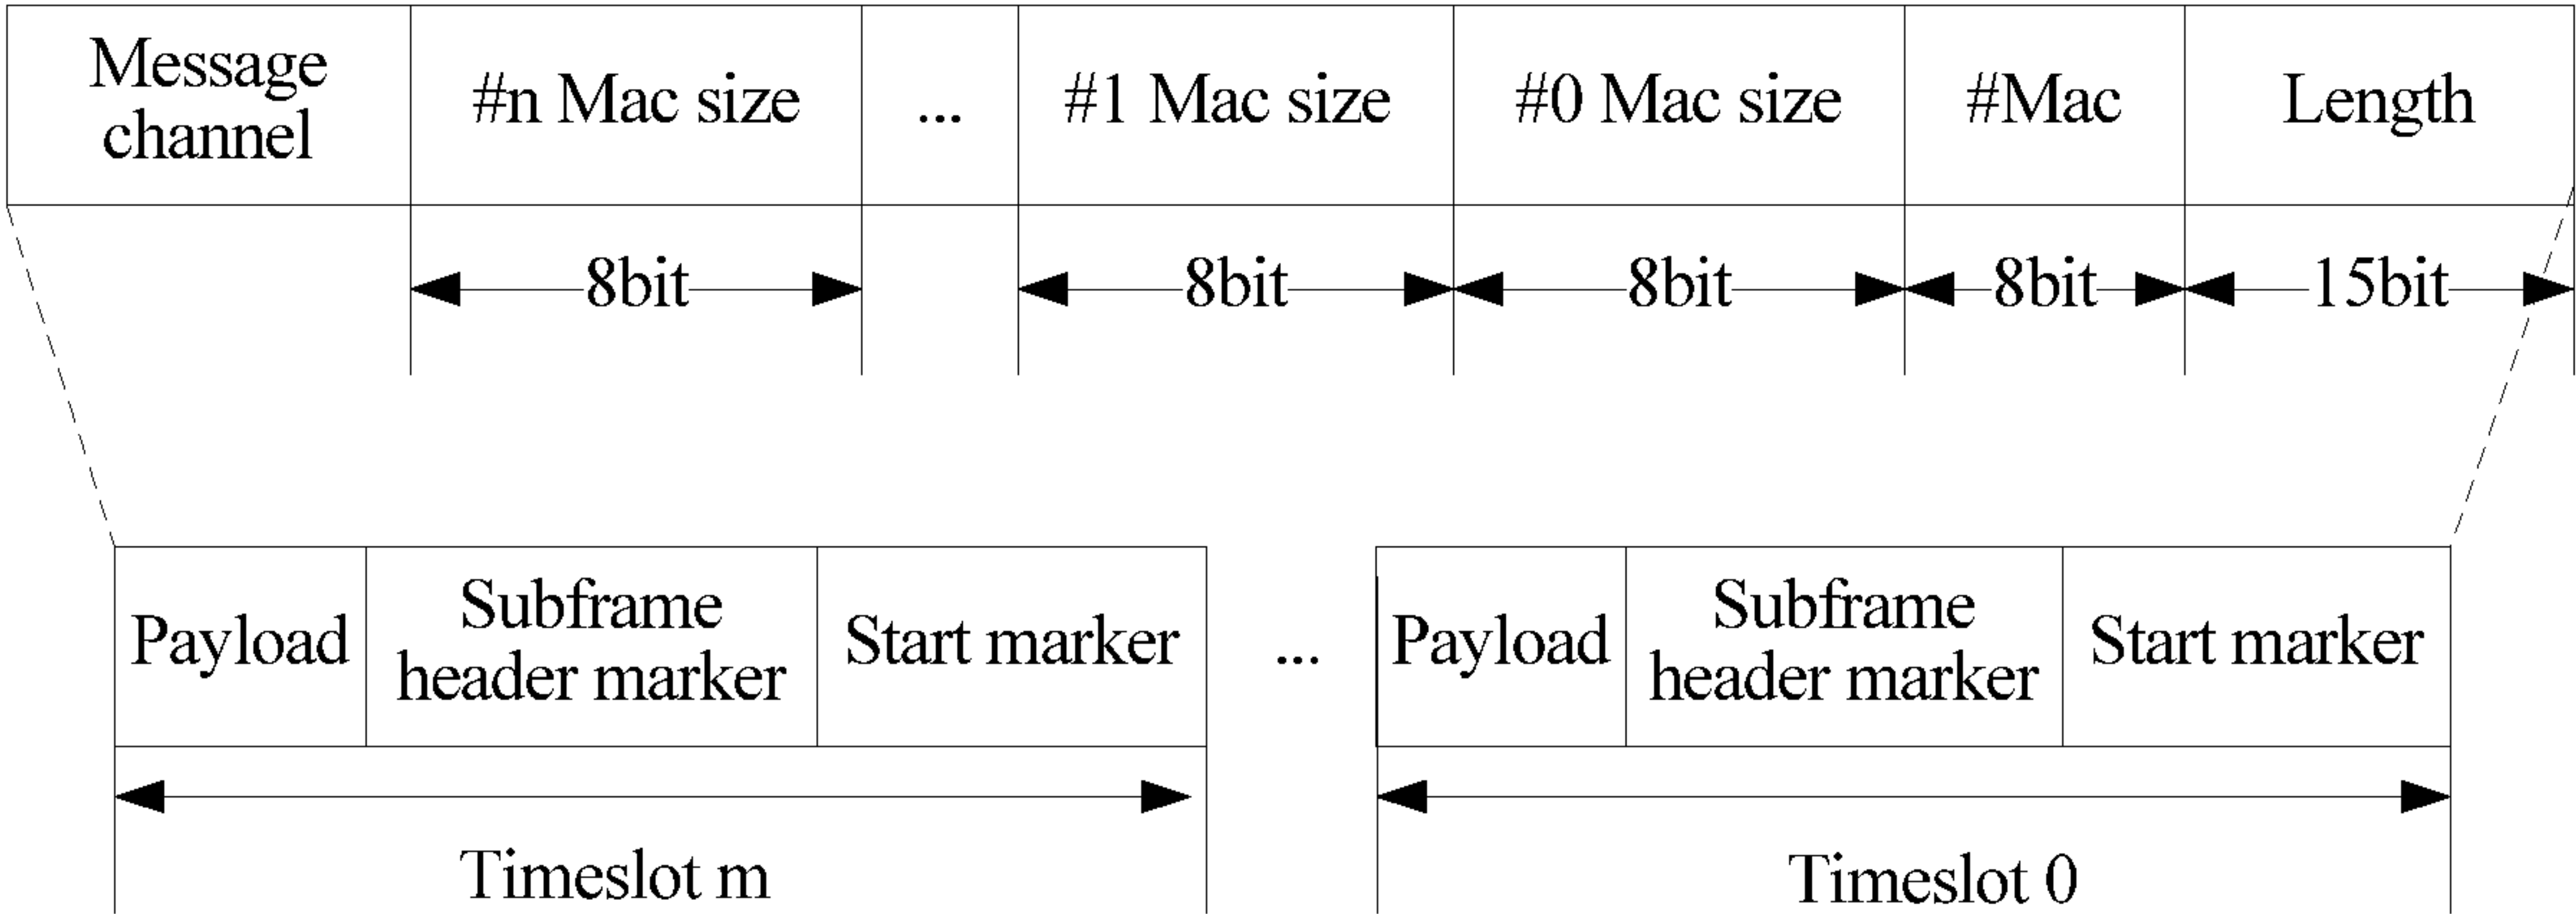 Message
channel
#n Mac size
...
#1 Mac size
#0 Mac size
#Mac
Length
8bit
8bit
8bit
8bit
15bit
Payload
Subframe
header marker
Start marker
...
Payload
Subframe
header marker
Start marker
Timeslot m
Timeslot 0